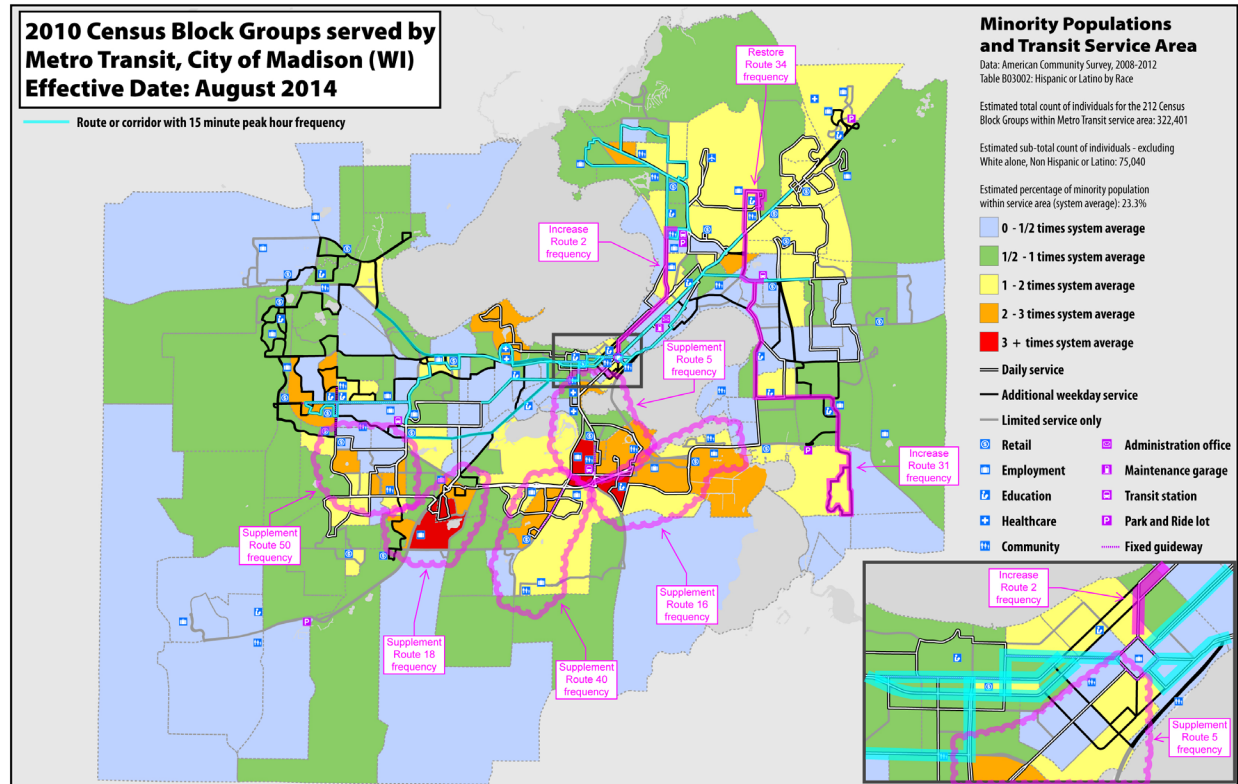 2010 Census Block Groups served by
Metro Transit, City of Madison (WI)
Effective Date: August 2014
Route or corridor with 15 minute peak hour frequency
Minority Populations
and Transit Service Area
Data: American Community Survey, 2008-2012
Table B03002: Hispanic or Latino by Race
Estimated total count of individuals for the 212 Census
Block Groups within Metro Transit service area: 322,401
Estimated sub-total count of individuals - excluding
White alone, Non Hispanic or Latino: 75,040
Estimated percentage of minority population
within service area (system average): 23.3%
0 - 1/2 times system average
1/2 - 1 times system average
1 - 2 times system average
2 - 3 times system average
3 + times system average
Daily service
Additional weekday service
Limited service only
Retail
Employment
Education
Healthcare
Community
Administration office
Maintenance garage
Transit station
P
Park and Ride lot
Fixed guideway
Restore
Route 34
frequency
Increase
Route 2
frequency
Supplement
Route 5
frequency
Increase
Route 31
frequency
Supplement
Route 50
frequency
Supplement
Route 18
frequency
Supplement
Route 40
frequency
Supplement
Route 16
frequency
Increase
Route 2
frequency
Supplement
Route 5
frequency
P
P
P
P